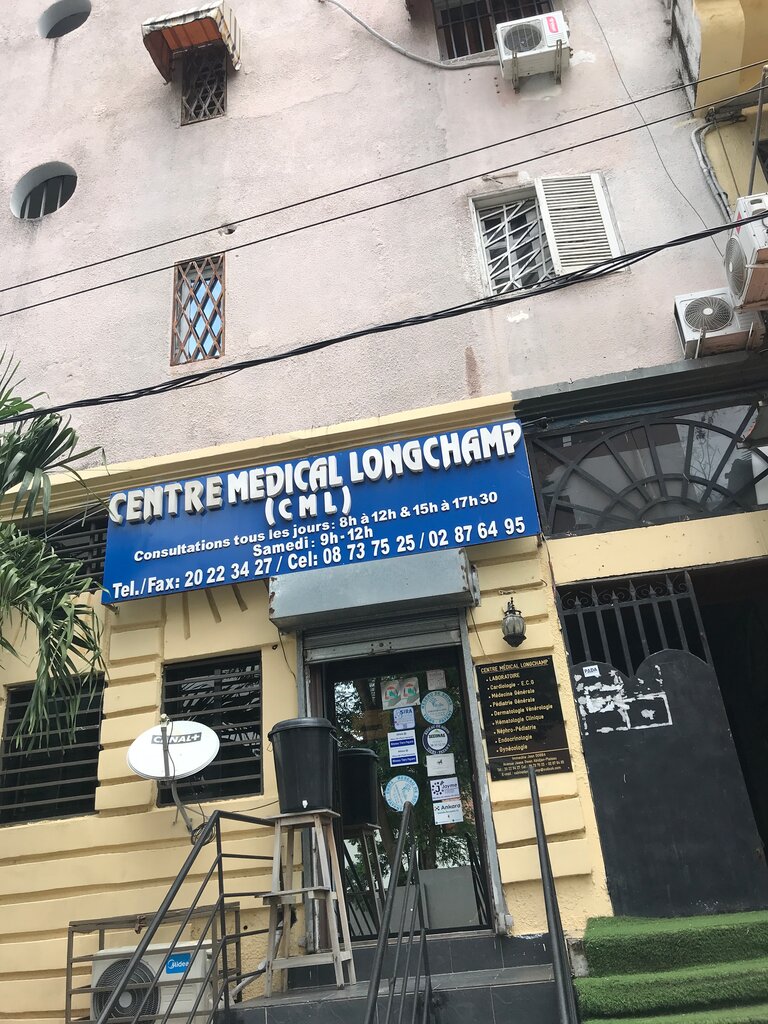 CENTRE MEDICAL LONGCHAMP
(CML)
Consultations tous les jours: 8h à 12h & 15h à 17h30
Samedi: 9h-12h
Tel./Fax: 20 22 34 27 / Cel: 08 73 75 25 / 02 87 64 95
CENTRE MÉDICAL LONGCHAMP
• LABORATOIRE
• Cardiologie - E.C.G
• Médecine Générale
• Pédiatrie Générale
• Dermatologie Vénérologie
• Hématologie Clinique
• Néphro-Pédiatrie
• Endocrinologie
• Gynécologie
CANAL+
Ankara
Midea